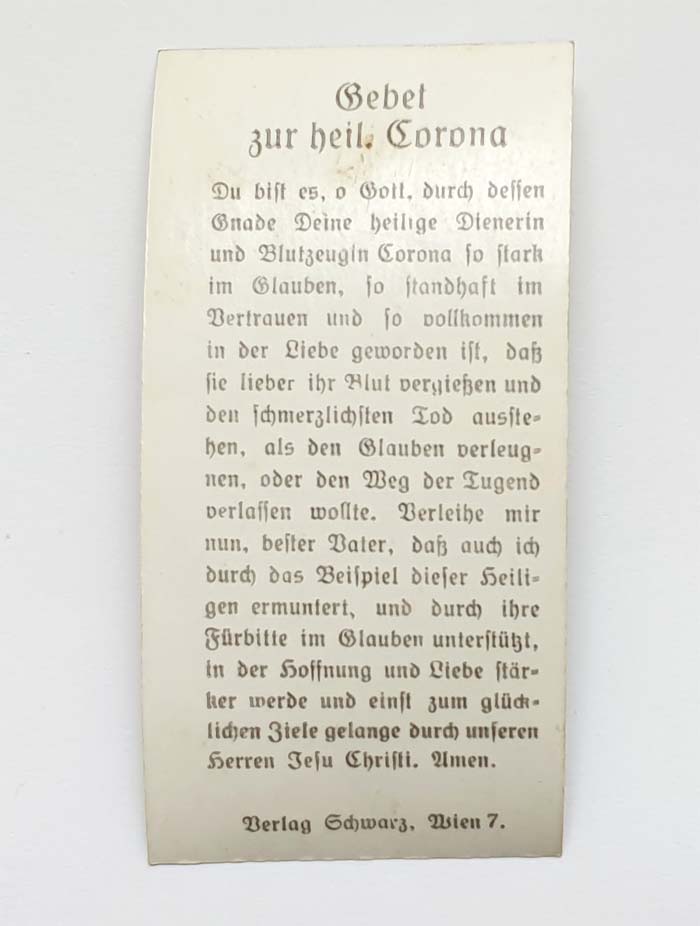 Gebet
zur heil. Corona
Du bist es, o Gott, durch dessen
Gnade Deine heilige Dienerin
und Blutzeugin Corona so stark
im Glauben, so standhaft im
Vertrauen und so vollkommen
in der Liebe geworden ist, daß
sie lieber ihr Blut vergießen und
den schmerzlichsten Tod ausste-
hen, als den Glauben verleug-
nen, oder den Weg der Tugend
verlassen wollte. Verleihe mir
nun, bester Vater, daß auch ich
durch das Beispiel dieser Heili-
gen ermuntert, und durch ihre
Fürbitte im Glauben unterstützt,
in der Hoffnung und Liebe stär-
ker werde und einst zum glück-
lichen Ziele gelange durch unseren
Herren Jesu Christi. Amen.
Verlag Schwarz, Wien 7.